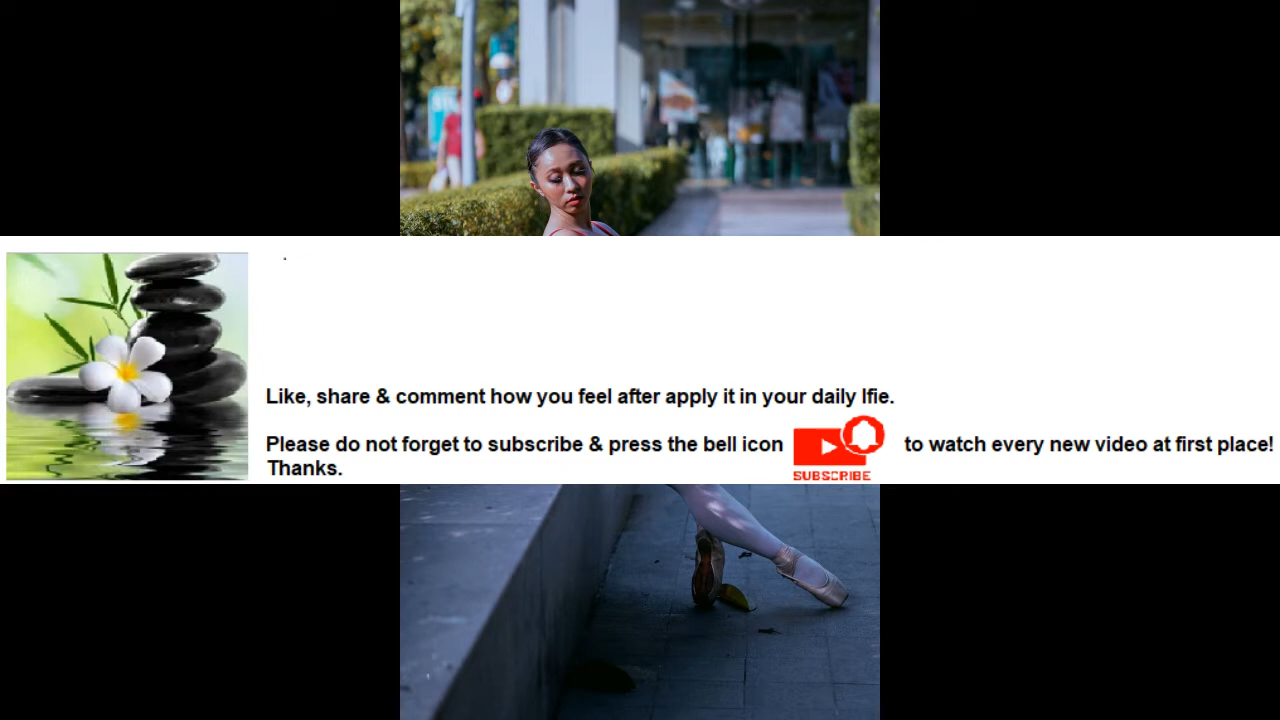 .
Like, share & comment how you feel after apply it in your daily lfie.
Please do not forget to subscribe & press the bell icon to watch every new video at first place!
SUBSCRIBE
Thanks.